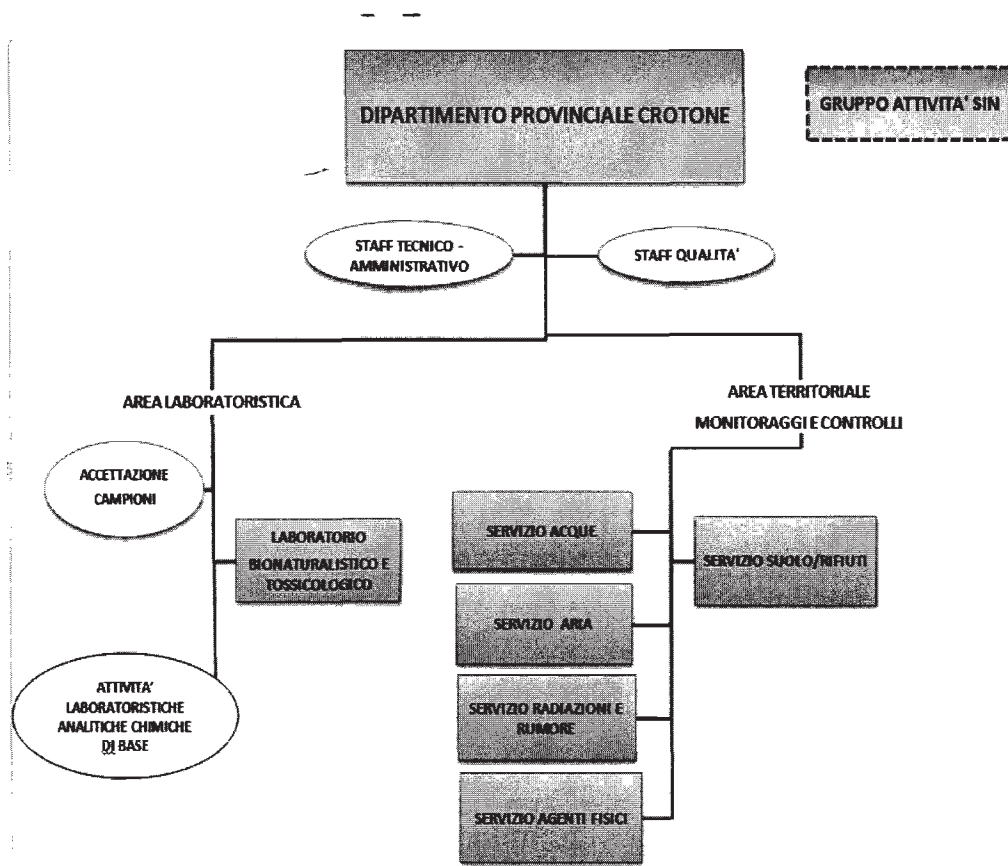 DIPARTIMENTO PROVINCIALE CROTONE
GRUPPO ATTIVITA' SIN
STAFF TECNICO -
AMMINISTRATIVO
STAFF QUALITA'
AREA LABORATORISTICA
AREA TERRITORIALE
MONITORAGGI E CONTROLLI
ACCETTAZIONE
CAMPIONI
LABORATORIO
BIONATURALISTICO E
TOSSICOLOGICO
ATTIVITA'
LABORATORISTICHE
ANALITICHE CHIMICHE
DI BASE
SERVIZIO ACQUE
SERVIZIO SUOLO/RIFIUTI
SERVIZIO ARIA
SERVIZIO RADIAZIONI E
RUMORE
SERVIZIO AGENTI FISICI